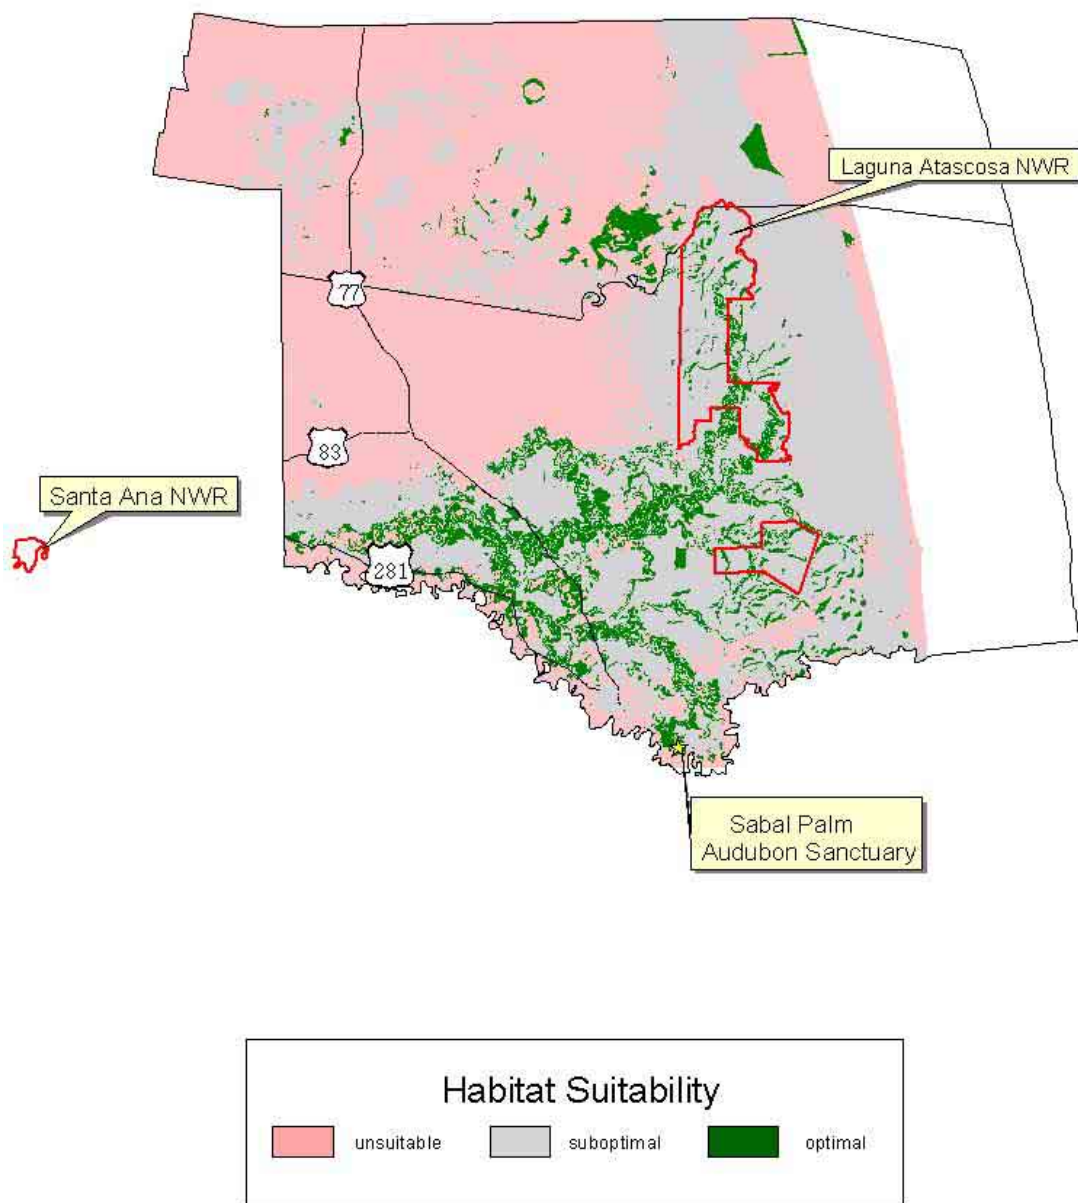 Laguna Atascosa NWR
77
83
Santa Ana NWR
281
Sabal Palm
Audubon Sanctuary
Habitat Suitability
unsuitable
suboptimal
optimal